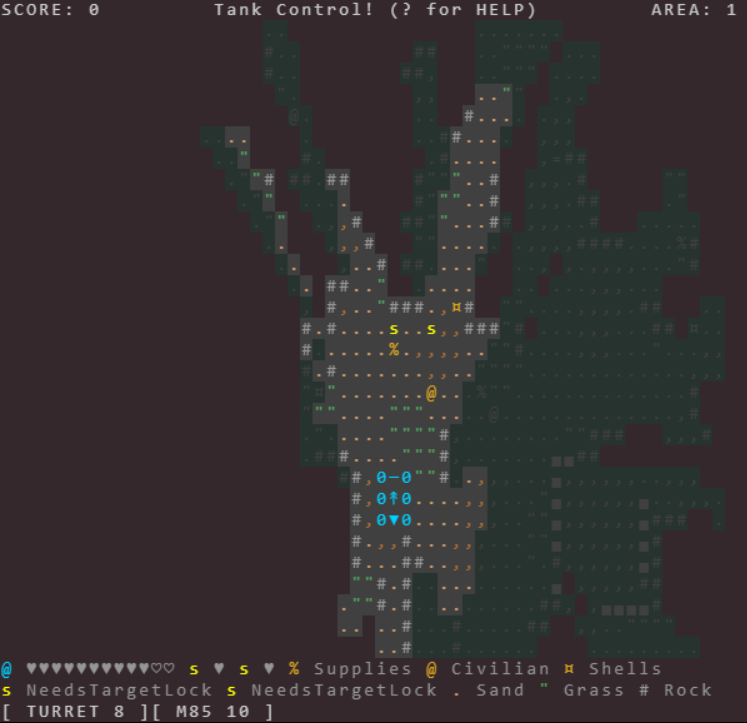 SCORE: 0 Tank Control! (? for HELP) AREA: 1
@ ♥♥♥♥♥♥♥♥♥♥♡♡ s ♥ s ♥ % Supplies @ Civilian ¤ Shells
s NeedsTargetLock s NeedsTargetLock . Sand " Grass # Rock
[ TURRET 8 ][ M85 10 ]